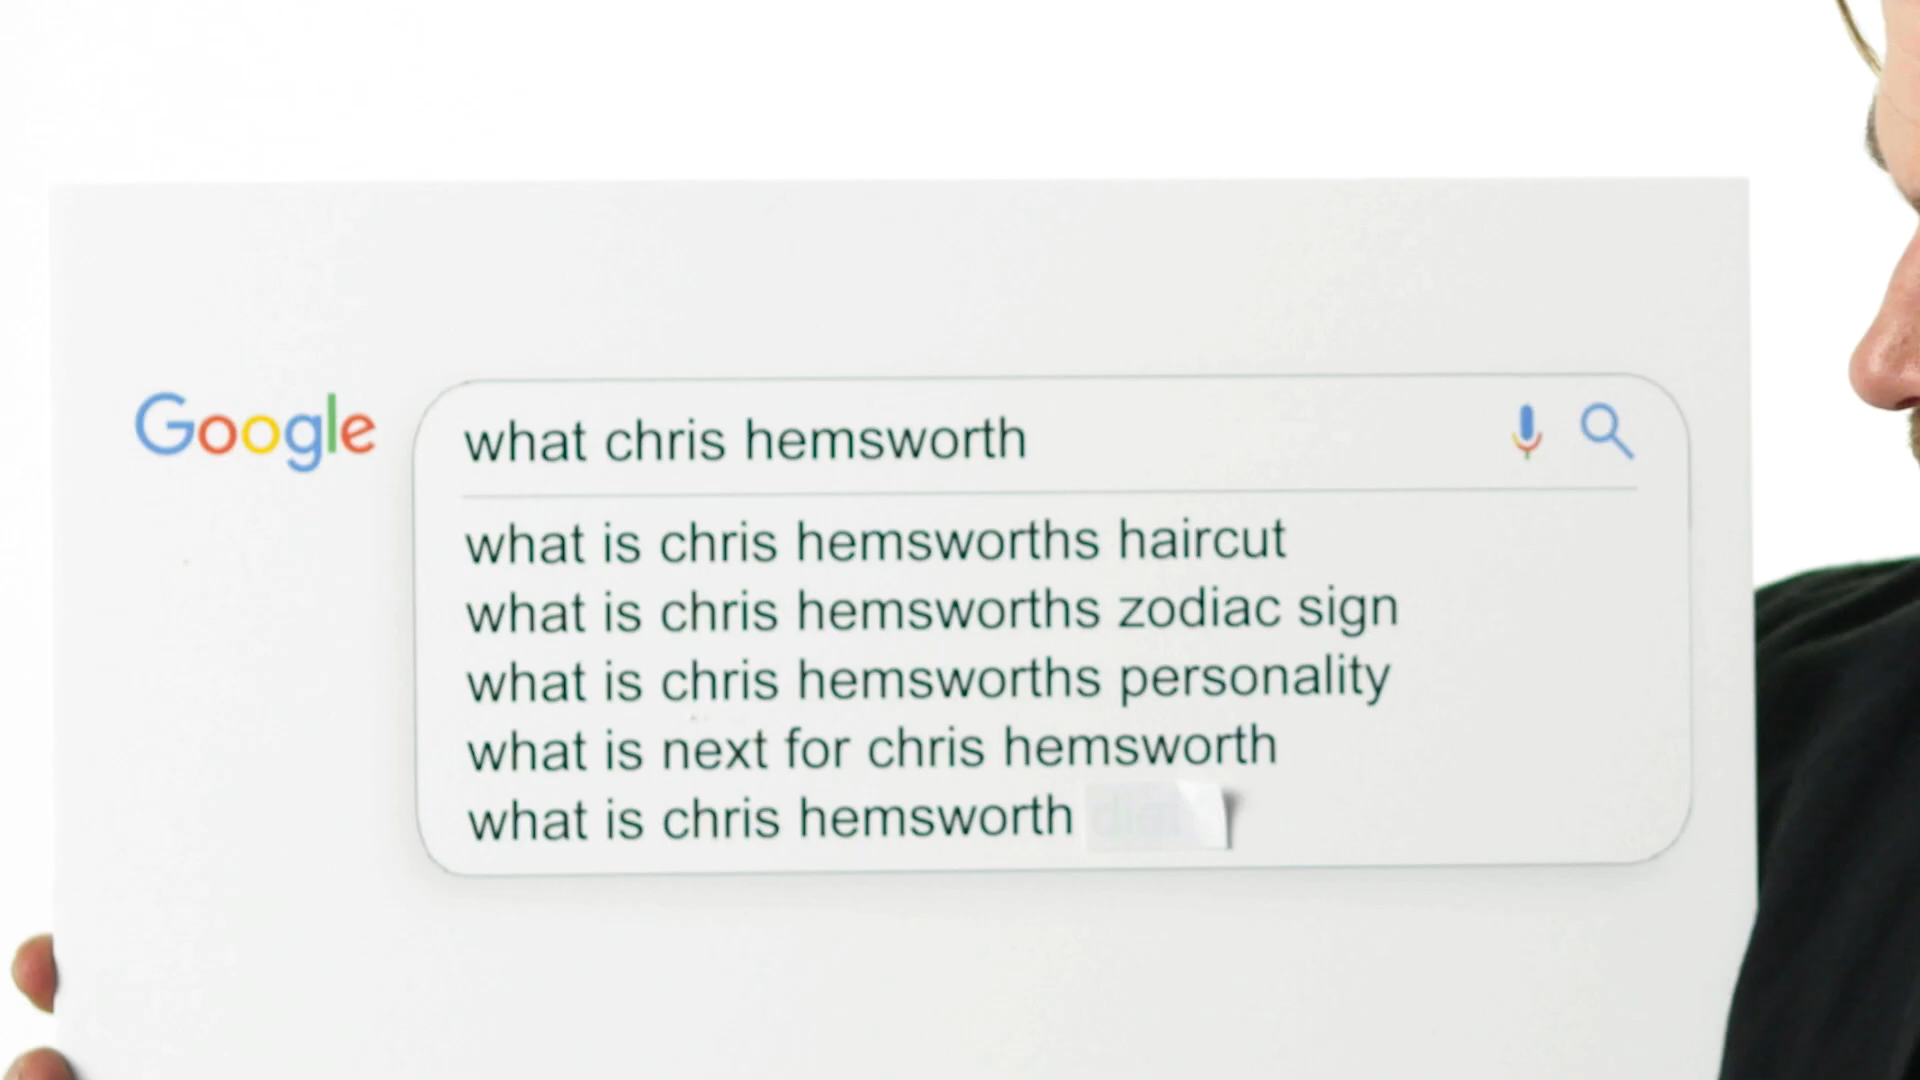 Google
what chris hemsworth
what is chris hemsworths haircut
what is chris hemsworths zodiac sign
what is chris hemsworths personality
what is next for chris hemsworth
what is chris hemsworth